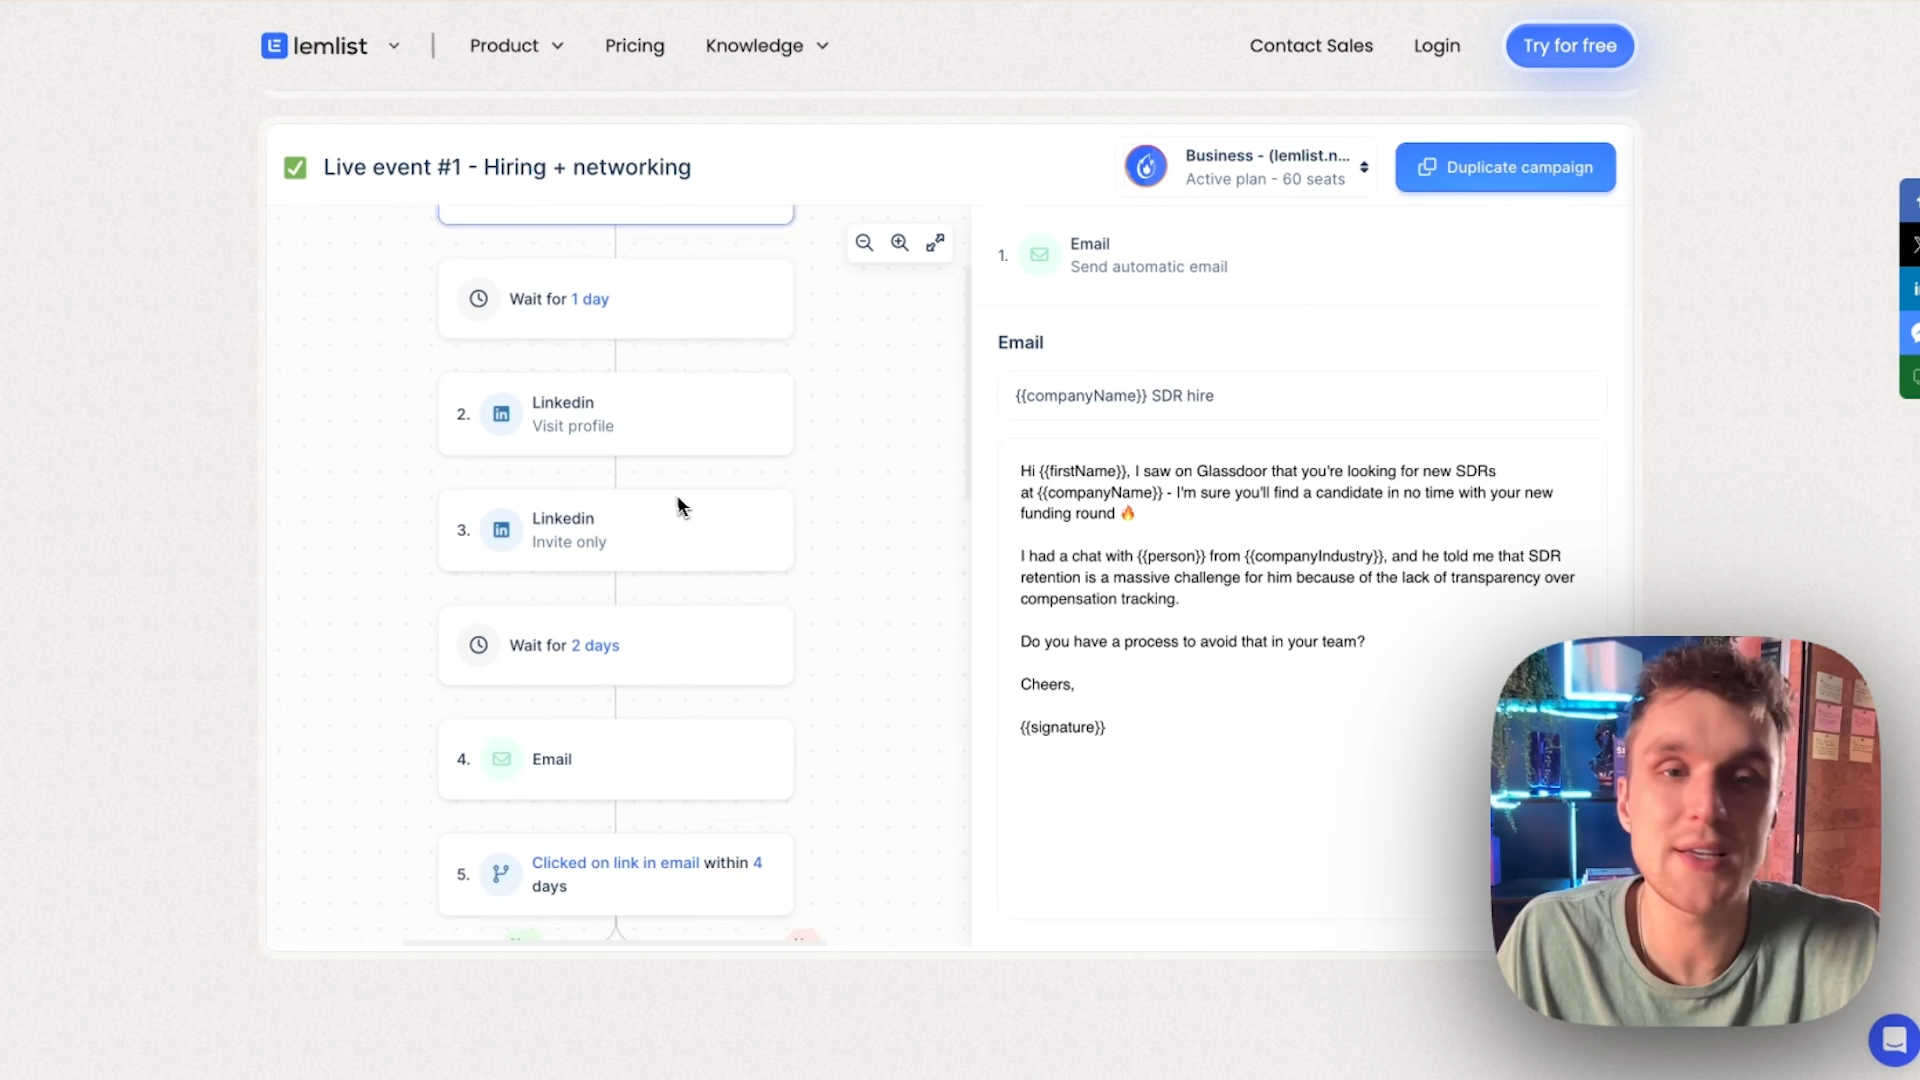 lemlist
Product
Pricing
Knowledge
Contact Sales
Login
Try for free
Live event #1 - Hiring + networking
Business - (lemlist.n...
Active plan - 60 seats
Duplicate campaign
Wait for 1 day
2.
Linkedin
Visit profile
3.
Linkedin
Invite only
Wait for 2 days
4.
Email
5.
Clicked on link in email within 4
days
1.
Email
Send automatic email
Email
{{companyName}} SDR hire
Hi {{firstName}}, I saw on Glassdoor that you're looking for new SDRs
at {{companyName}} - I'm sure you'll find a candidate in no time with your new
funding round 🔥
I had a chat with {{person}} from {{companyIndustry}}, and he told me that SDR
retention is a massive challenge for him because of the lack of transparency over
compensation tracking.
Do you have a process to avoid that in your team?
Cheers,
{{signature}}